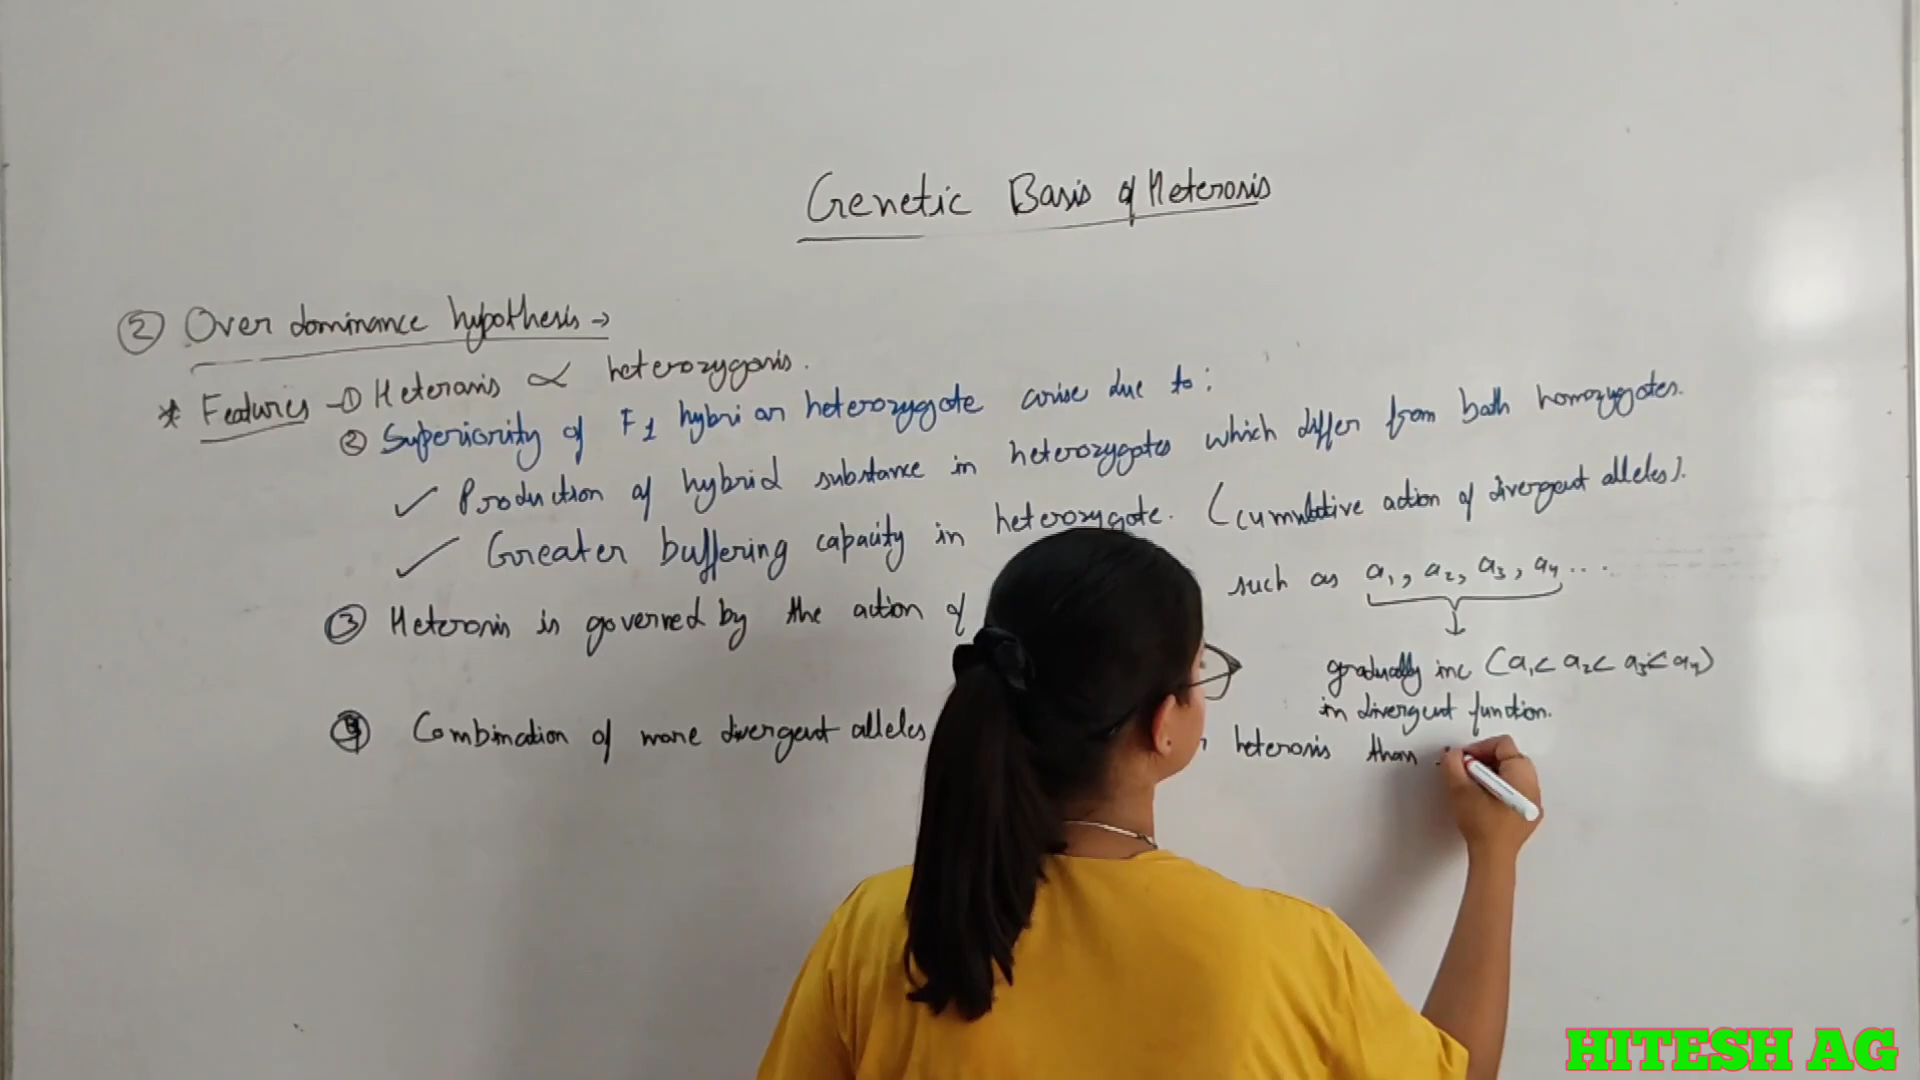 Genetic Basis of Heterosis
② Over dominance hypothesis →
* Features - ① Heterosis ∝ heterozygosis.
② Superiority of F1 hybri or heterozygote arise due to:
✓ Production of hybrid substance in heterozygotes which differ from both homozygotes.
✓ Greater buffering capacity in heterozygote. (cumulative action of divergent alleles).
③ Heterosis is governed by the action of such as a1, a2, a3, a4 ....
gradually inc (a1 < a2 < a3 < a4)
in divergent function.
④ Combination of more divergent alleles heterosis than
HITESH AG